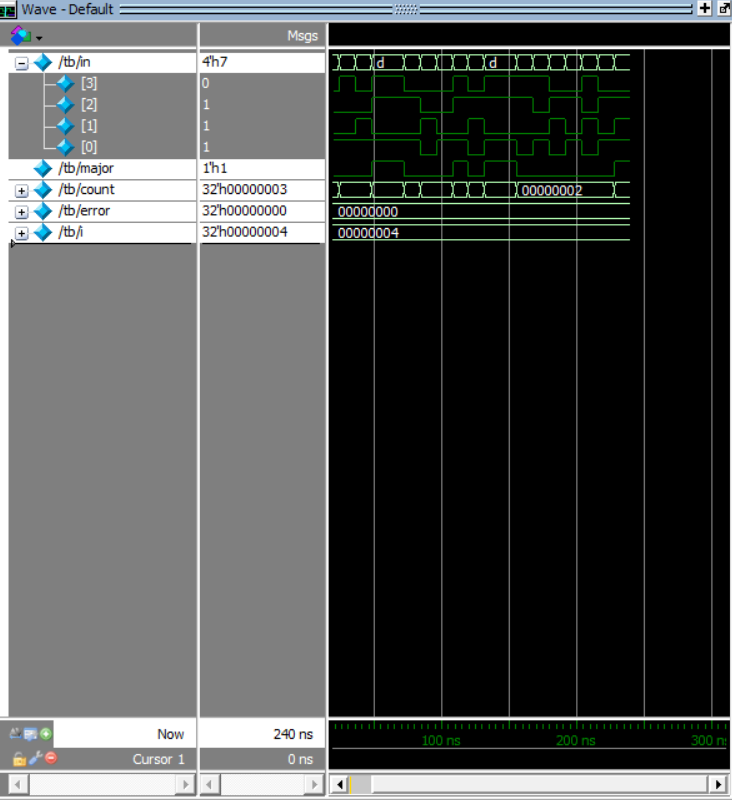 Wave - Default
Msgs
/tb/in 4'h7 d d
[3] 0
[2] 1
[1] 1
[0] 1
/tb/major 1'h1
/tb/count 32'h00000003 00000002
/tb/error 32'h00000000 00000000
/tb/i 32'h00000004 00000004
Now 240 ns
100 ns 200 ns 300 n
Cursor 1 0 ns